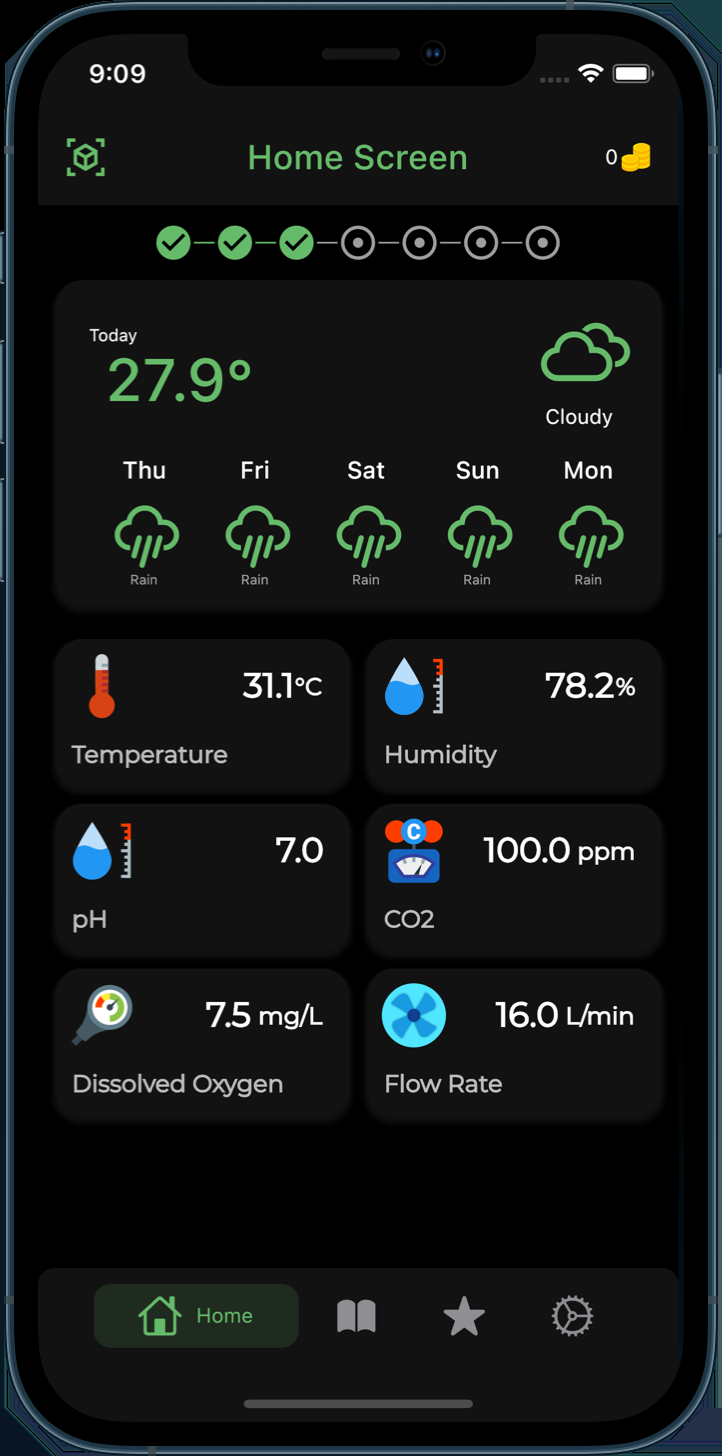 9:09
Home Screen
0
Today
27.9°
Cloudy
Thu Fri Sat Sun Mon
Rain Rain Rain Rain Rain
31.1°C
Temperature
78.2%
Humidity
7.0
pH
C
100.0 ppm
CO2
7.5 mg/L
Dissolved Oxygen
16.0 L/min
Flow Rate
Home